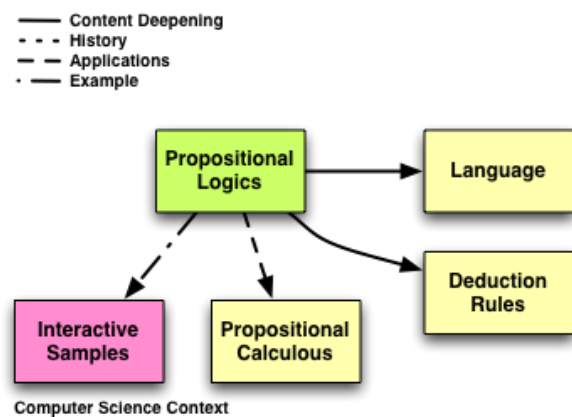 Content Deepening
History
Applications
Example
Propositional
Logics
Language
Deduction
Rules
Interactive
Samples
Propositional
Calculous
Computer Science Context